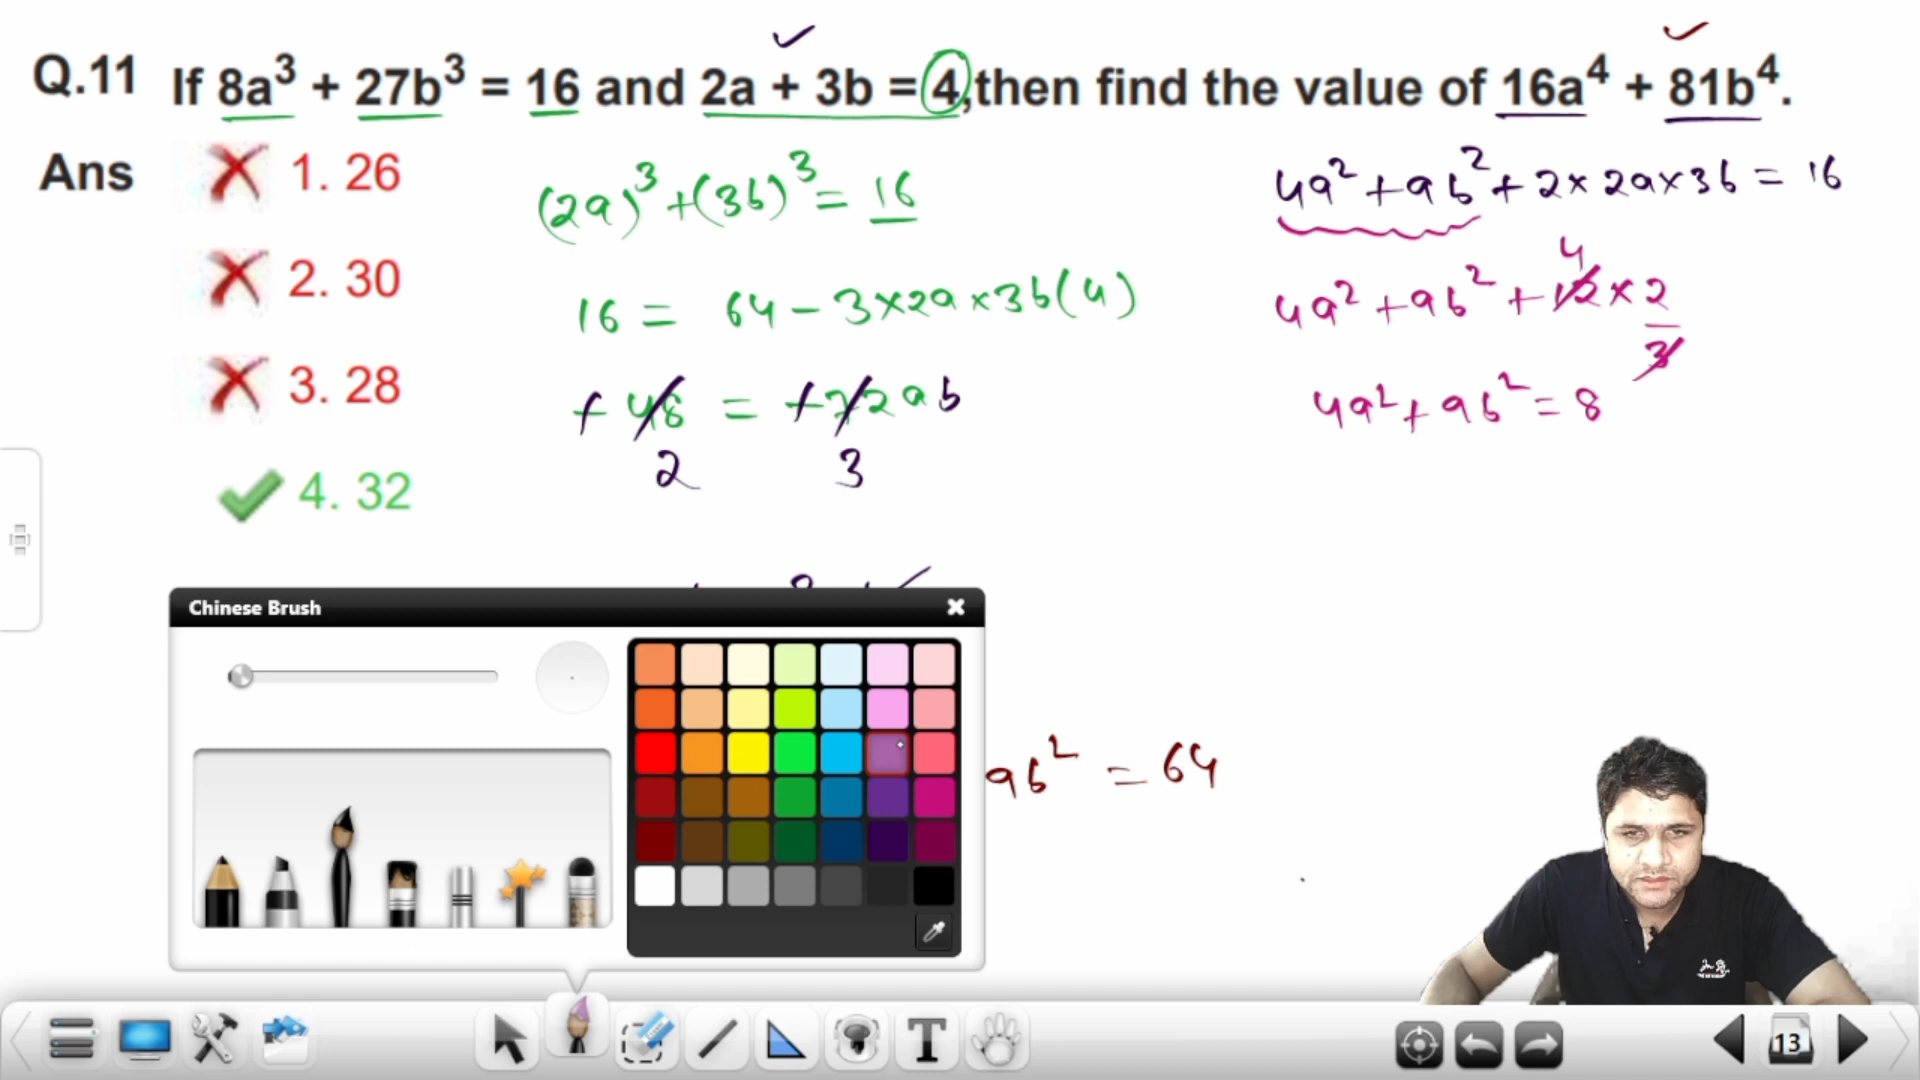 Q.11 If 8a³ + 27b³ = 16 and 2a + 3b = 4, then find the value of 16a⁴ + 81b⁴.
Ans
1. 26
2. 30
3. 28
4. 32
(2a)³ + (3b)³ = 16
16 = 64 - 3×2a×3b(4)
+48 = +72ab
2 3
4a² + 9b² + 2×2a×3b = 16
4
4a² + 9b² + 12×2
3
4a² + 9b² = 8
Chinese Brush
9b² = 64
T
13